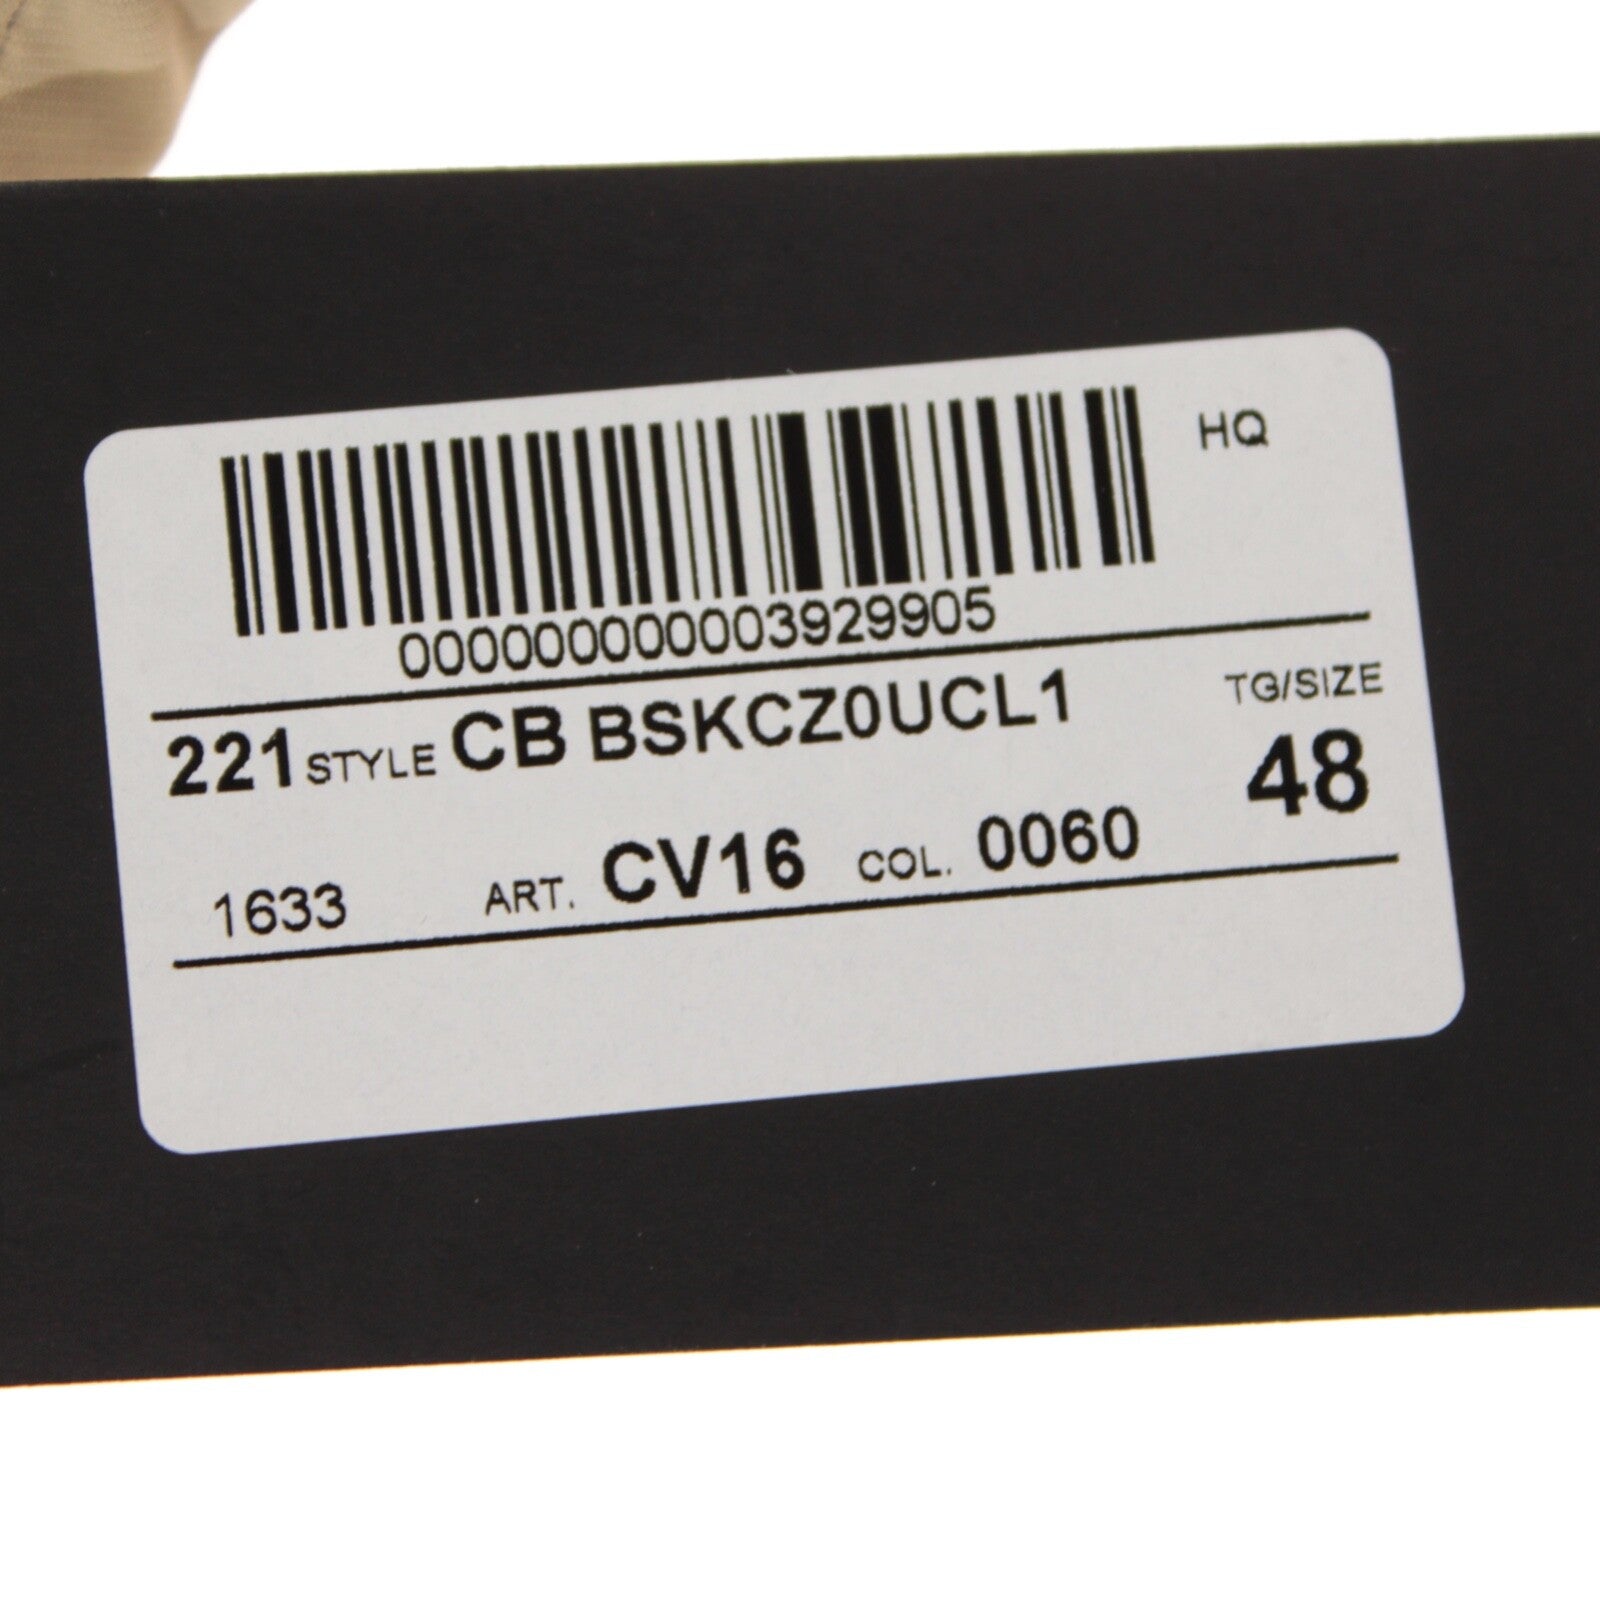 HQ
000000000003929905
221 STYLE CB BSKCZ0UCL1 TG/SIZE
48
1633 ART. CV16 COL. 0060